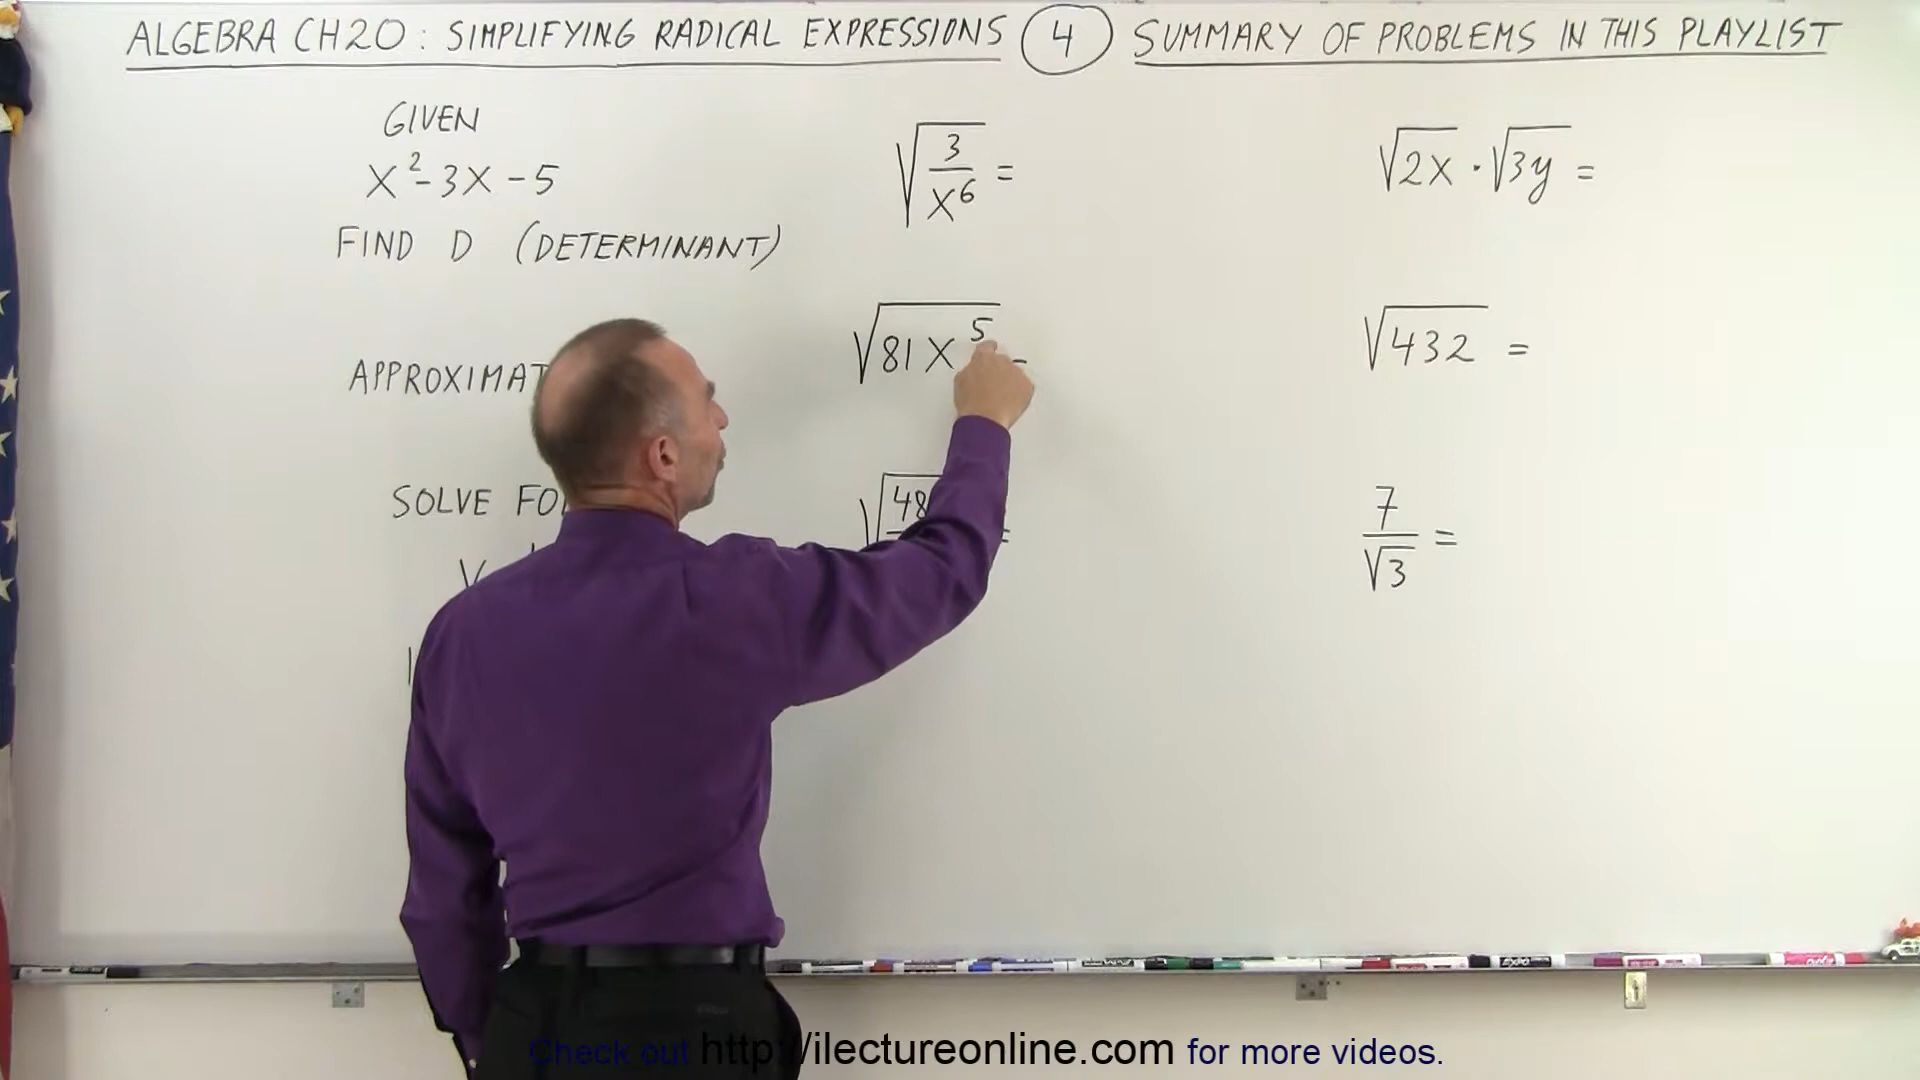 ALGEBRA CH20: SIMPLIFYING RADICAL EXPRESSIONS 4 SUMMARY OF PROBLEMS IN THIS PLAYLIST
GIVEN
X²-3X-5
FIND D (DETERMINANT)
APPROXIMAT
SOLVE FO
√(3/X⁶) =
√(81X⁵) =
√(48
=
√2X · √3y =
√432 =
7/√3 =
EXPO
Check out http://ilectureonline.com for more videos.